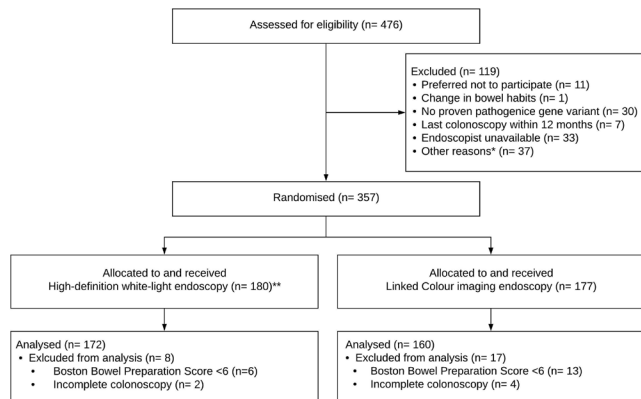 Assessed for eligibility (n= 476)
Excluded (n= 119)
• Preferred not to participate (n= 11)
• Change in bowel habits (n= 1)
• No proven pathogenice gene variant (n= 30)
• Last colonoscopy within 12 months (n= 7)
• Endoscopist unavailable (n= 33)
• Other reasons* (n= 37)
Randomised (n= 357)
Allocated to and received
High-definition white-light endoscopy (n= 180)**
Allocated to and received
Linked Colour imaging endoscopy (n= 177)
Analysed (n= 172)
• Exlcuded from analysis (n= 8)
• Boston Bowel Preparation Score <6 (n=6)
• Incomplete colonoscopy (n= 2)
Analysed (n= 160)
• Excluded from analysis (n= 17)
• Boston Bowel Preparation Score <6 (n= 13)
• Incomplete colonoscopy (n= 4)